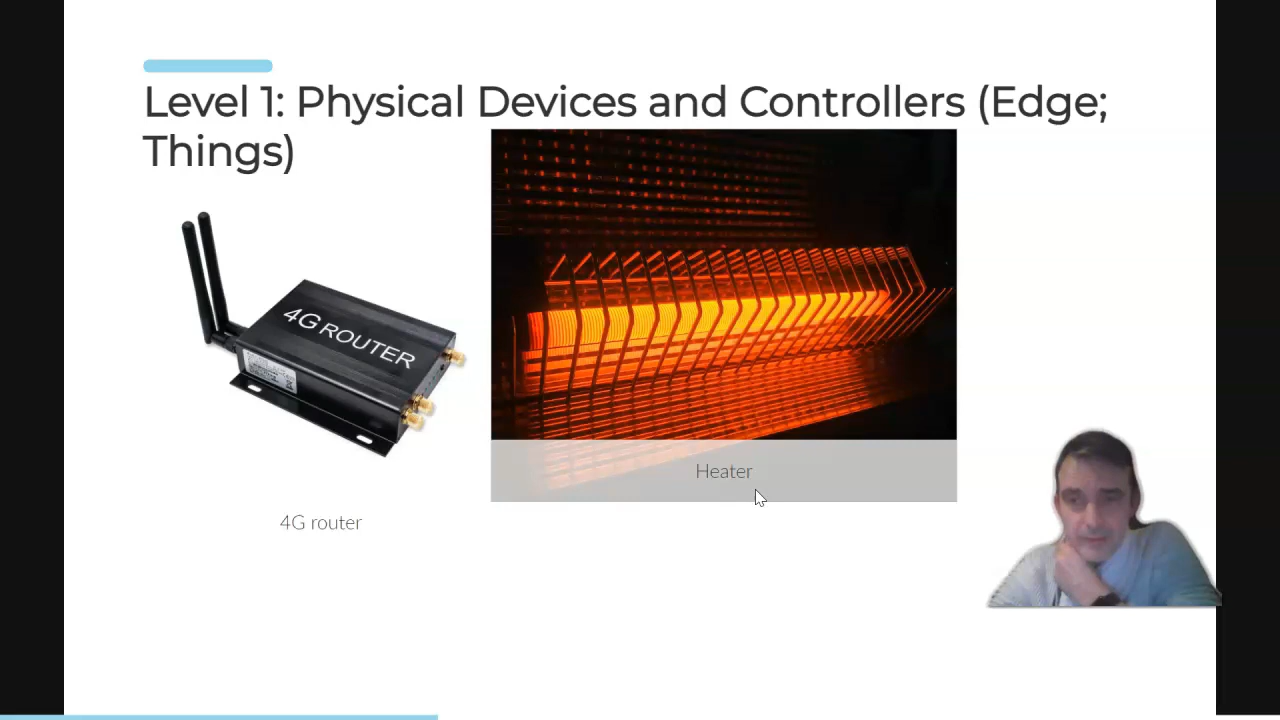 Level 1: Physical Devices and Controllers (Edge;
Things)
4G ROUTER
Heater
4G router